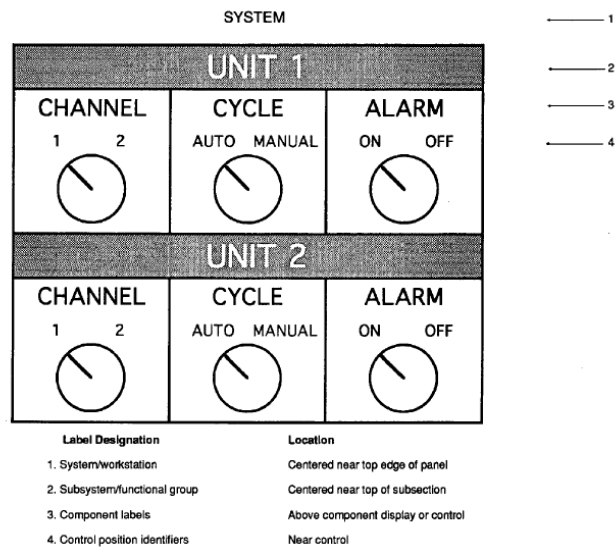 SYSTEM 1
UNIT 1 2
CHANNEL CYCLE ALARM 3
1 2 AUTO MANUAL ON OFF 4
UNIT 2
CHANNEL CYCLE ALARM
1 2 AUTO MANUAL ON OFF
Label Designation Location
1. System/workstation Centered near top edge of panel
2. Subsystem/functional group Centered near top of subsection
3. Component labels Above component display or control
4. Control position identifiers Near control